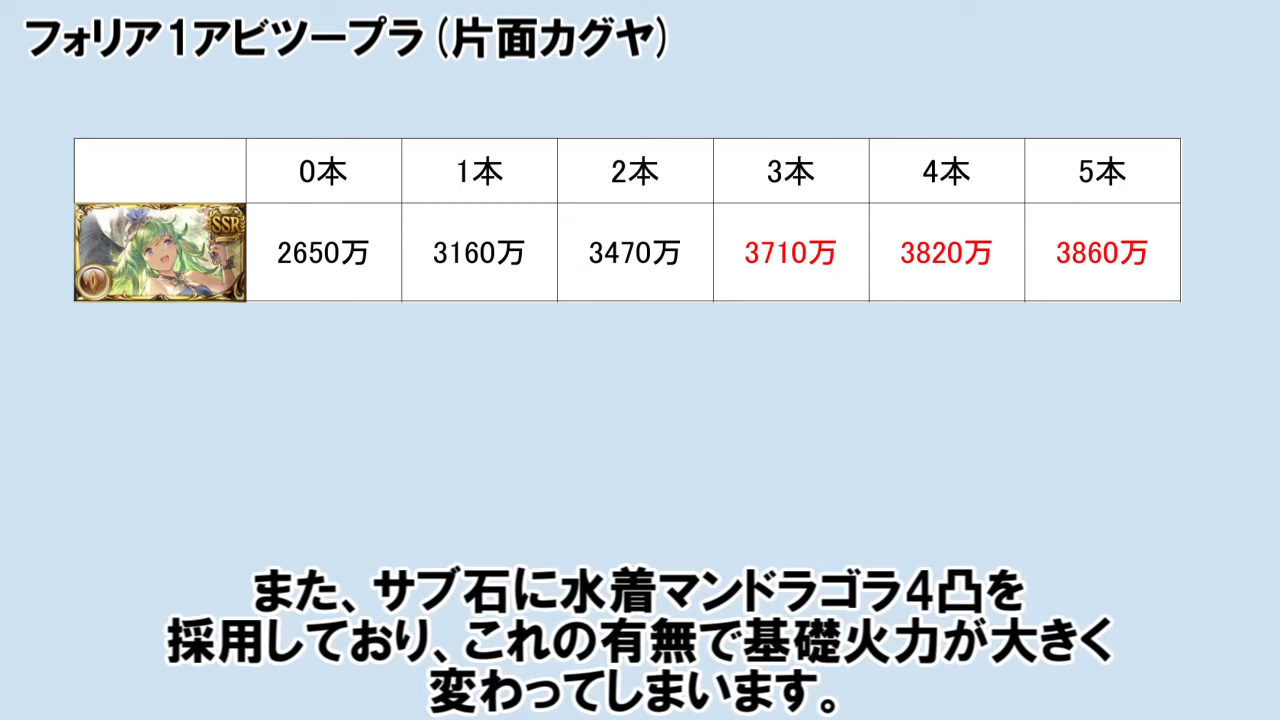 フォリア1アビツープラ(片面カグヤ)
0本 1本 2本 3本 4本 5本
SSR 2650万 3160万 3470万 3710万 3820万 3860万
また、サブ石に水着マンドラゴラ4凸を
採用しており、これの有無で基礎火力が大きく
変わってしまいます。